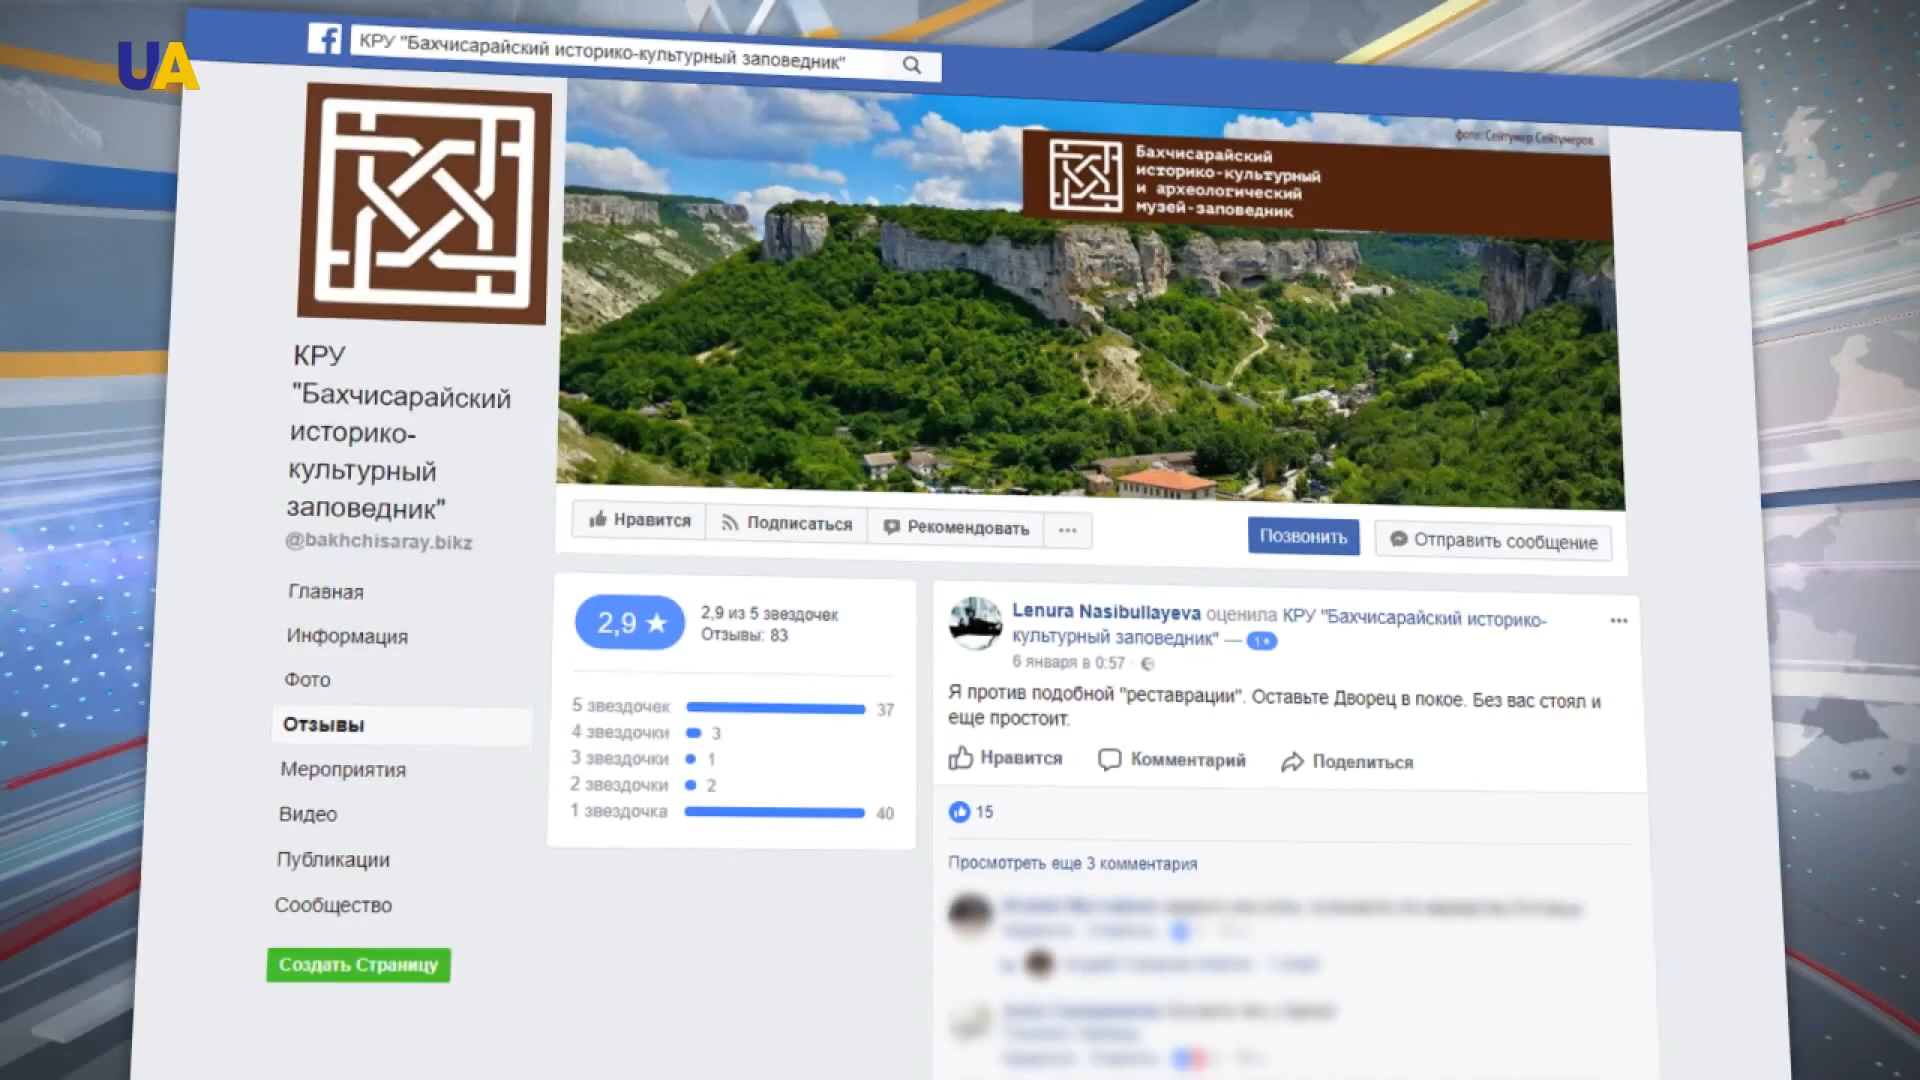 UA
КРУ "Бахчисарайский историко-культурный заповедник"
фото: Сейтумер Сейтумеров
Бахчисарайский
историко-культурный
и археологический
музей-заповедник
КРУ
"Бахчисарайский
историко-
культурный
заповедник"
@bakhchisaray.bikz
Нравится
Подписаться
Рекомендовать
Позвонить
Отправить сообщение
Главная
Информация
Фото
Отзывы
Мероприятия
Видео
Публикации
Сообщество
Создать Страницу
2,9 ★
2,9 из 5 звездочек
Отзывы: 83
5 звездочек 37
4 звездочки 3
3 звездочки 1
2 звездочки 2
1 звездочка 40
Lenura Nasibullayeva оценила КРУ "Бахчисарайский историко-
культурный заповедник" — 1★
6 января в 0:57
Я против подобной "реставрации". Оставьте Дворец в покое. Без вас стоял и
еще простоит.
Нравится
Комментарий
Поделиться
15
Просмотреть еще 3 комментария